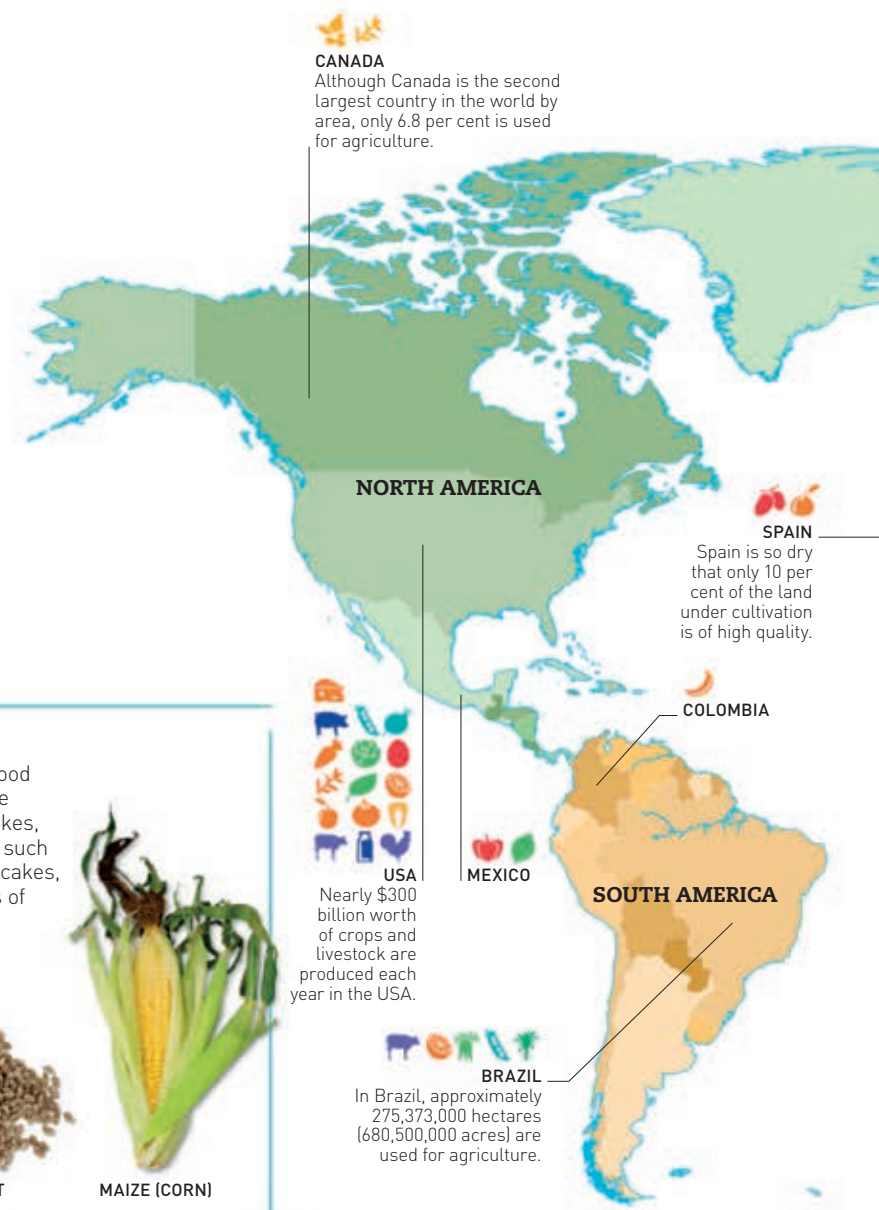 CANADA
Although Canada is the second
largest country in the world by
area, only 6.8 per cent is used
for agriculture.
NORTH AMERICA
SPAIN
Spain is so dry
that only 10 per
cent of the land
under cultivation
is of high quality.
COLOMBIA
USA
Nearly $300
billion worth
of crops and
livestock are
produced each
year in the USA.
MEXICO
SOUTH AMERICA
BRAZIL
In Brazil, approximately
275,373,000 hectares
(680,500,000 acres) are
used for agriculture.
such
cakes,
of
MAIZE (CORN)